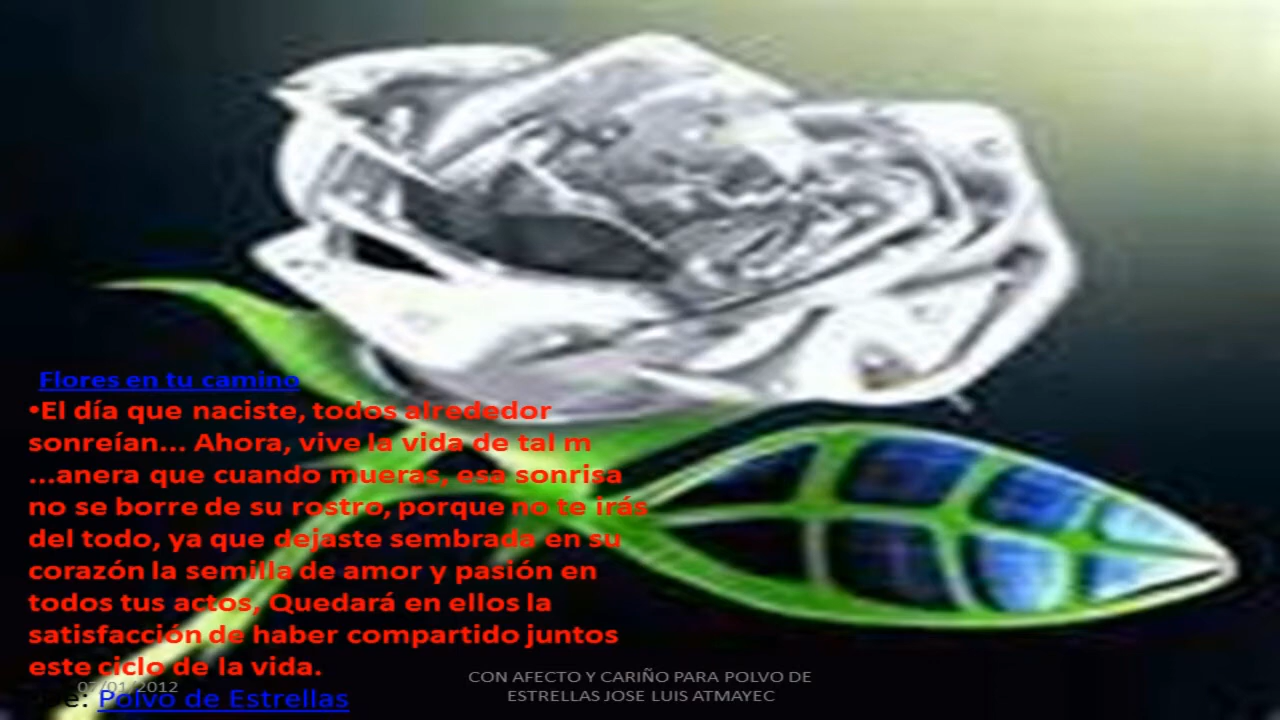 Flores en tu camino
•El día que naciste, todos alrededor
sonreían... Ahora, vive la vida de tal m
...anera que cuando mueras, esa sonrisa
no se borre de su rostro, porque no te irás
del todo, ya que dejaste sembrada en su
corazón la semilla de amor y pasión en
todos tus actos, Quedará en ellos la
satisfacción de haber compartido juntos
este ciclo de la vida.
07/01/2012
De: Polvo de Estrellas
CON AFECTO Y CARIÑO PARA POLVO DE
ESTRELLAS JOSE LUIS ATMAYEC